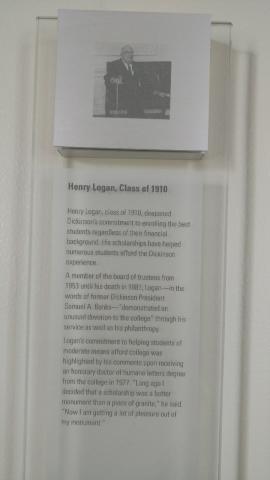 Henry Logan, Class of 1910
Henry Logan, class of 1910, deepened
Dickinson's commitment to enrolling the best
students regardless of their financial
background. His scholarships have helped
numerous students afford the Dickinson
experience.
A member of the board of trustees from
1953 until his death in 1981, Logan—in the
words of former Dickinson President
Samuel A. Banks—"demonstrated an
unusual devotion to the college" through his
service as well as his philanthropy.
Logan's commitment to helping students of
moderate means afford college was
highlighted by his comments upon receiving
an honorary doctor of humane letters degree
from the college in 1977. "Long ago I
decided that a scholarship was a better
monument than a piece of granite," he said.
"Now I am getting a lot of pleasure out of
my monument."